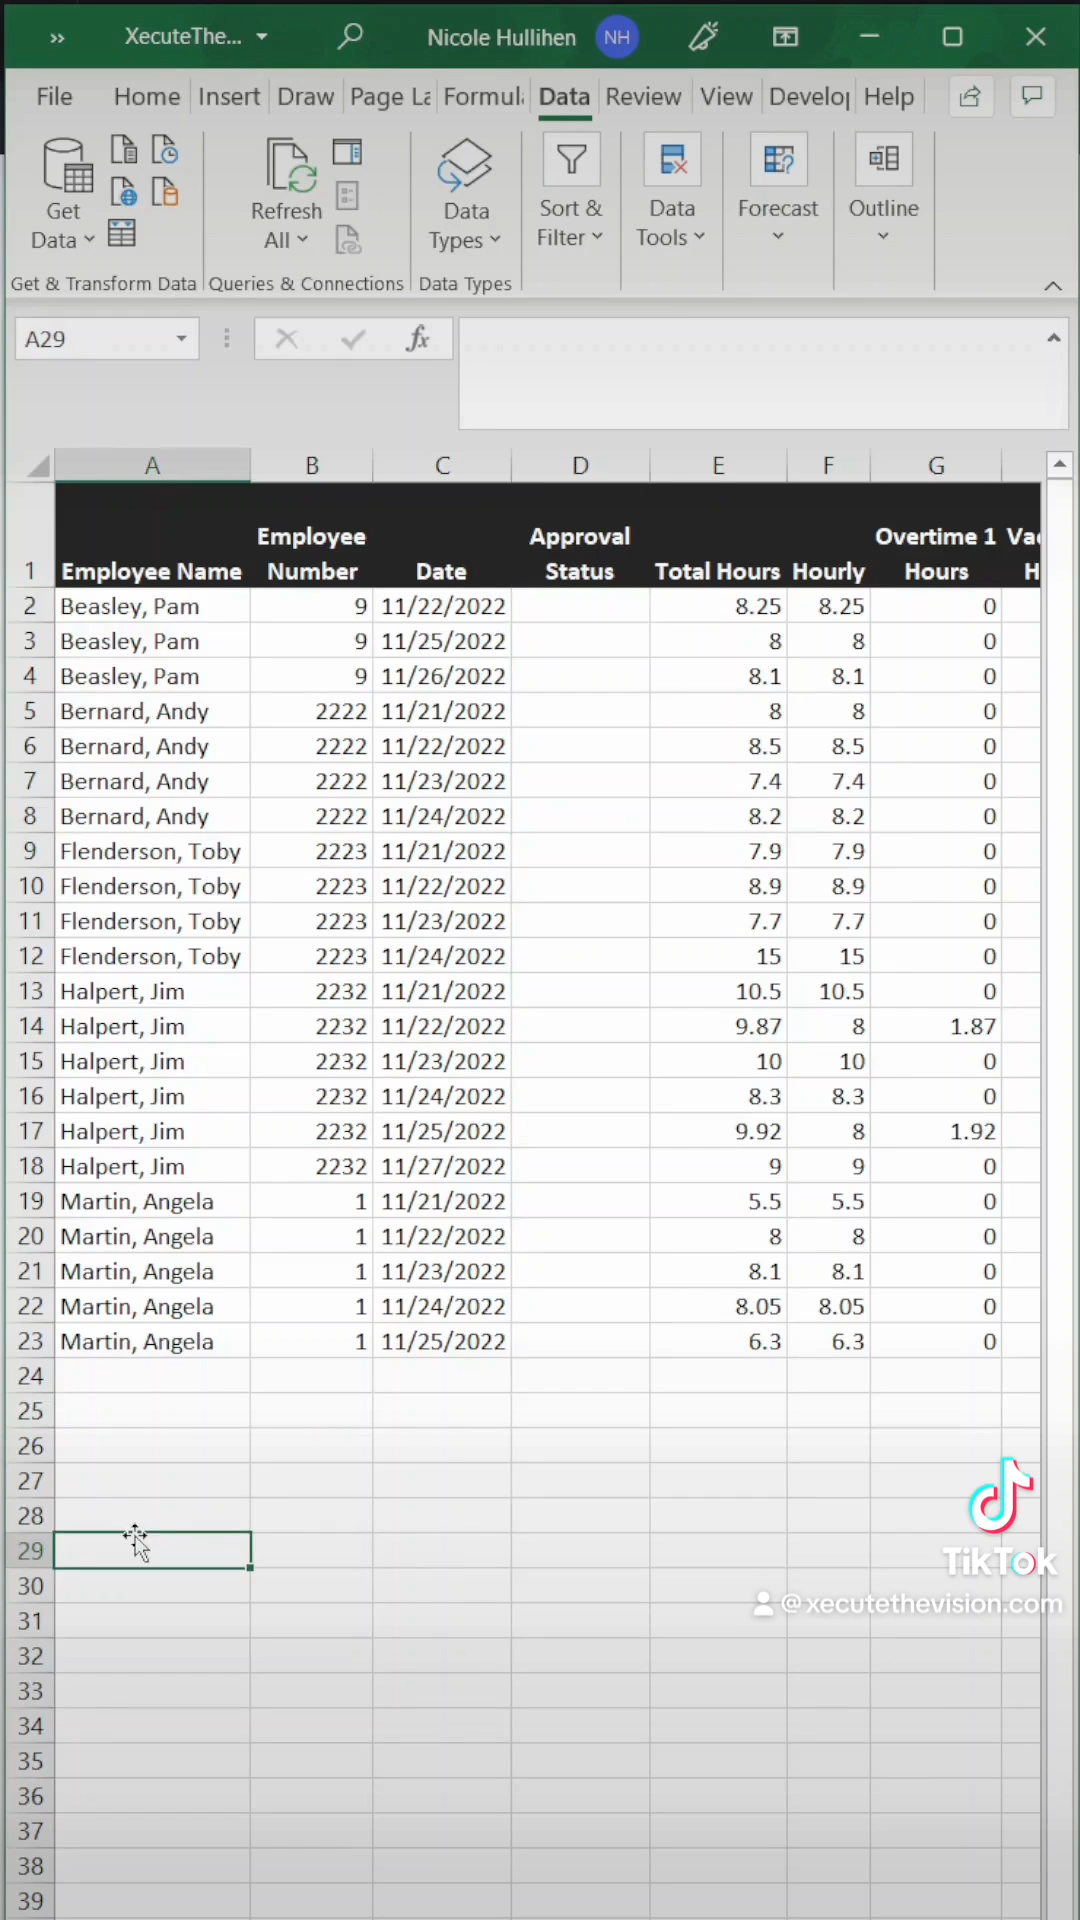 XecuteThe...
Nicole Hullihen NH
File Home Insert Draw Page La Formul Data Review View Develop Help
Get Data
Refresh All
Data Types
Sort & Filter
Data Tools
Forecast
Outline
Get & Transform Data Queries & Connections Data Types
A29 fx
A B C D E F G
Employee Approval Overtime 1 Va
1 Employee Name Number Date Status Total Hours Hourly Hours H
2 Beasley, Pam 9 11/22/2022 8.25 8.25 0
3 Beasley, Pam 9 11/25/2022 8 8 0
4 Beasley, Pam 9 11/26/2022 8.1 8.1 0
5 Bernard, Andy 2222 11/21/2022 8 8 0
6 Bernard, Andy 2222 11/22/2022 8.5 8.5 0
7 Bernard, Andy 2222 11/23/2022 7.4 7.4 0
8 Bernard, Andy 2222 11/24/2022 8.2 8.2 0
9 Flenderson, Toby 2223 11/21/2022 7.9 7.9 0
10 Flenderson, Toby 2223 11/22/2022 8.9 8.9 0
11 Flenderson, Toby 2223 11/23/2022 7.7 7.7 0
12 Flenderson, Toby 2223 11/24/2022 15 15 0
13 Halpert, Jim 2232 11/21/2022 10.5 10.5 0
14 Halpert, Jim 2232 11/22/2022 9.87 8 1.87
15 Halpert, Jim 2232 11/23/2022 10 10 0
16 Halpert, Jim 2232 11/24/2022 8.3 8.3 0
17 Halpert, Jim 2232 11/25/2022 9.92 8 1.92
18 Halpert, Jim 2232 11/27/2022 9 9 0
19 Martin, Angela 1 11/21/2022 5.5 5.5 0
20 Martin, Angela 1 11/22/2022 8 8 0
21 Martin, Angela 1 11/23/2022 8.1 8.1 0
22 Martin, Angela 1 11/24/2022 8.05 8.05 0
23 Martin, Angela 1 11/25/2022 6.3 6.3 0
24
25
26
27
28
29
30
31
32
33
34
35
36
37
38
39
TikTok
@xecutethevision.com